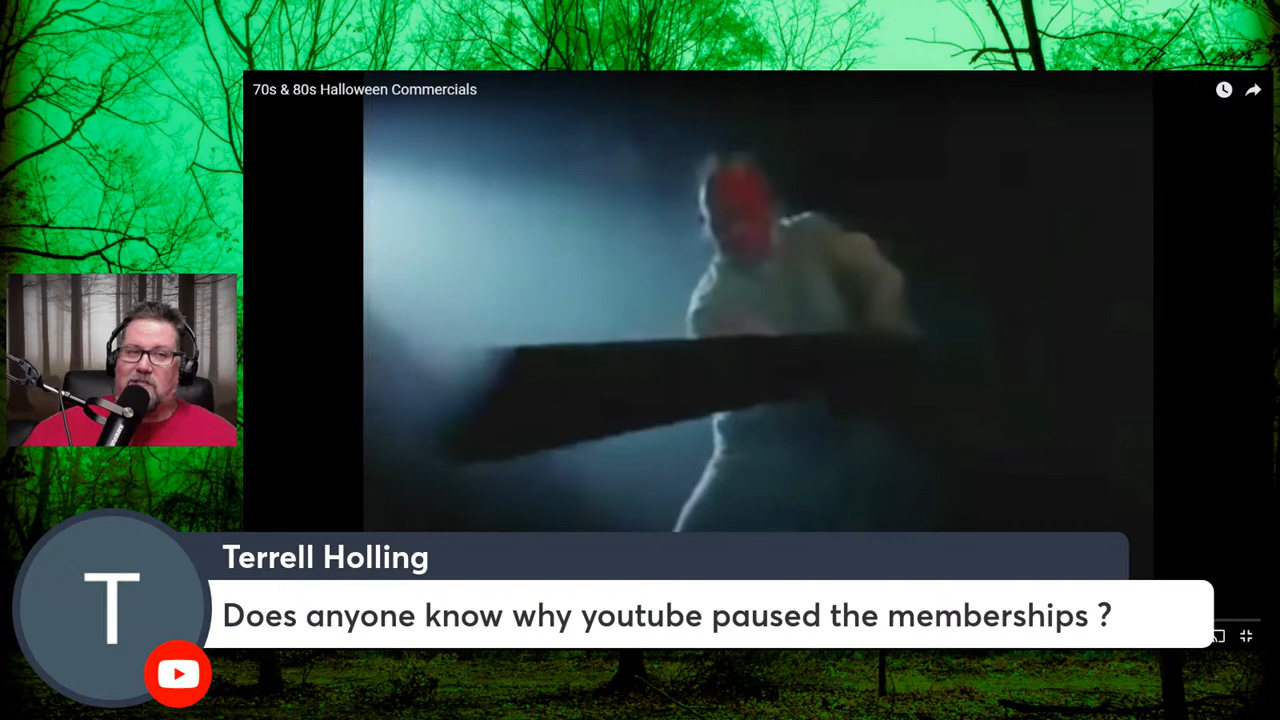 70s & 80s Halloween Commercials
T
Terrell Holling
Does anyone know why youtube paused the memberships ?